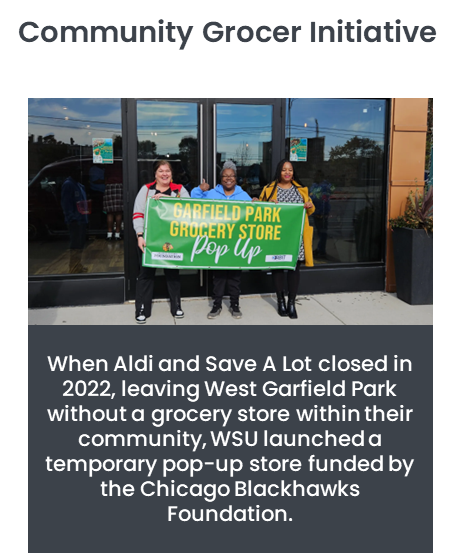 Community Grocer Initiative
GARFIELD PARK
GROCERY STORE
Pop Up
When Aldi and Save A Lot closed in
2022, leaving West Garfield Park
without a grocery store within their
community, WSU launched a
temporary pop-up store funded by
the Chicago Blackhawks
Foundation.